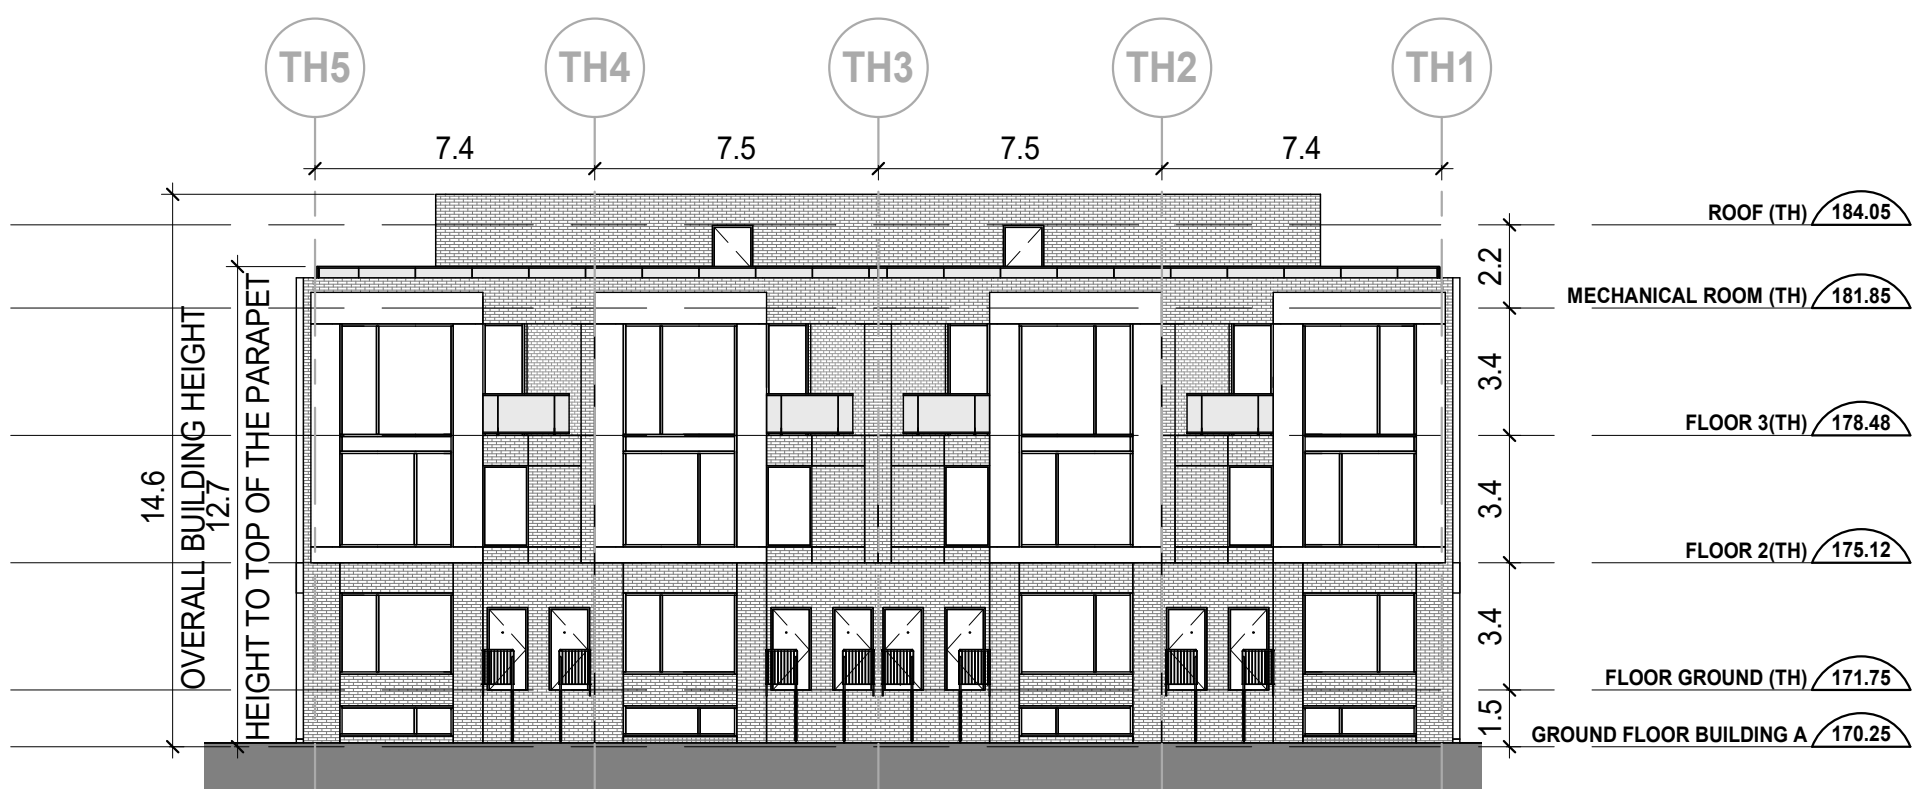 TH5 TH4 TH3 TH2 TH1
7.4 7.5 7.5 7.4
ROOF (TH) 184.05
2.2
MECHANICAL ROOM (TH) 181.85
3.4
FLOOR 3(TH) 178.48
3.4
FLOOR 2(TH) 175.12
3.4
FLOOR GROUND (TH) 171.75
1.5
GROUND FLOOR BUILDING A 170.25
14.6
OVERALL BUILDING HEIGHT
12.7
HEIGHT TO TOP OF THE PARAPET